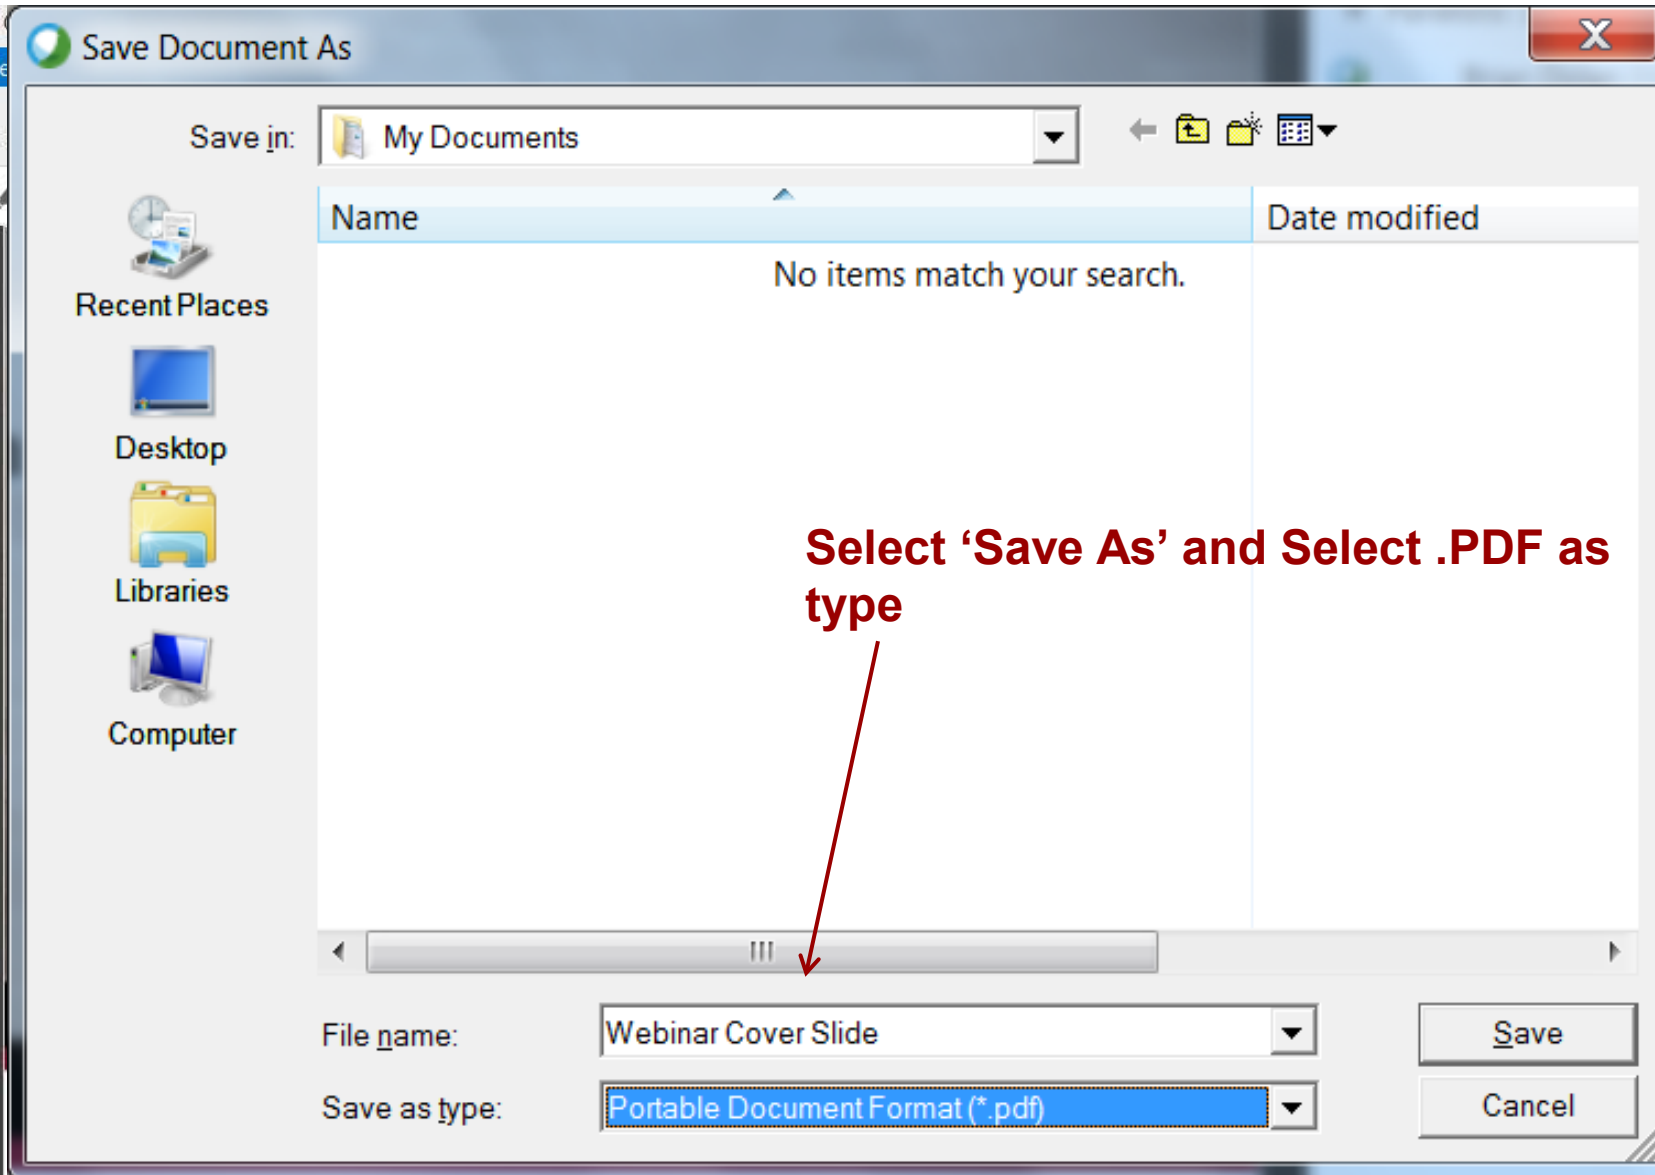 Save Document As
Save in:
My Documents
Name
Date modified
No items match your search.
Recent Places
Desktop
Libraries
Computer
Select ‘Save As’ and Select .PDF as
type
File name:
Webinar Cover Slide
Save
Save as type:
Portable Document Format (*.pdf)
Cancel